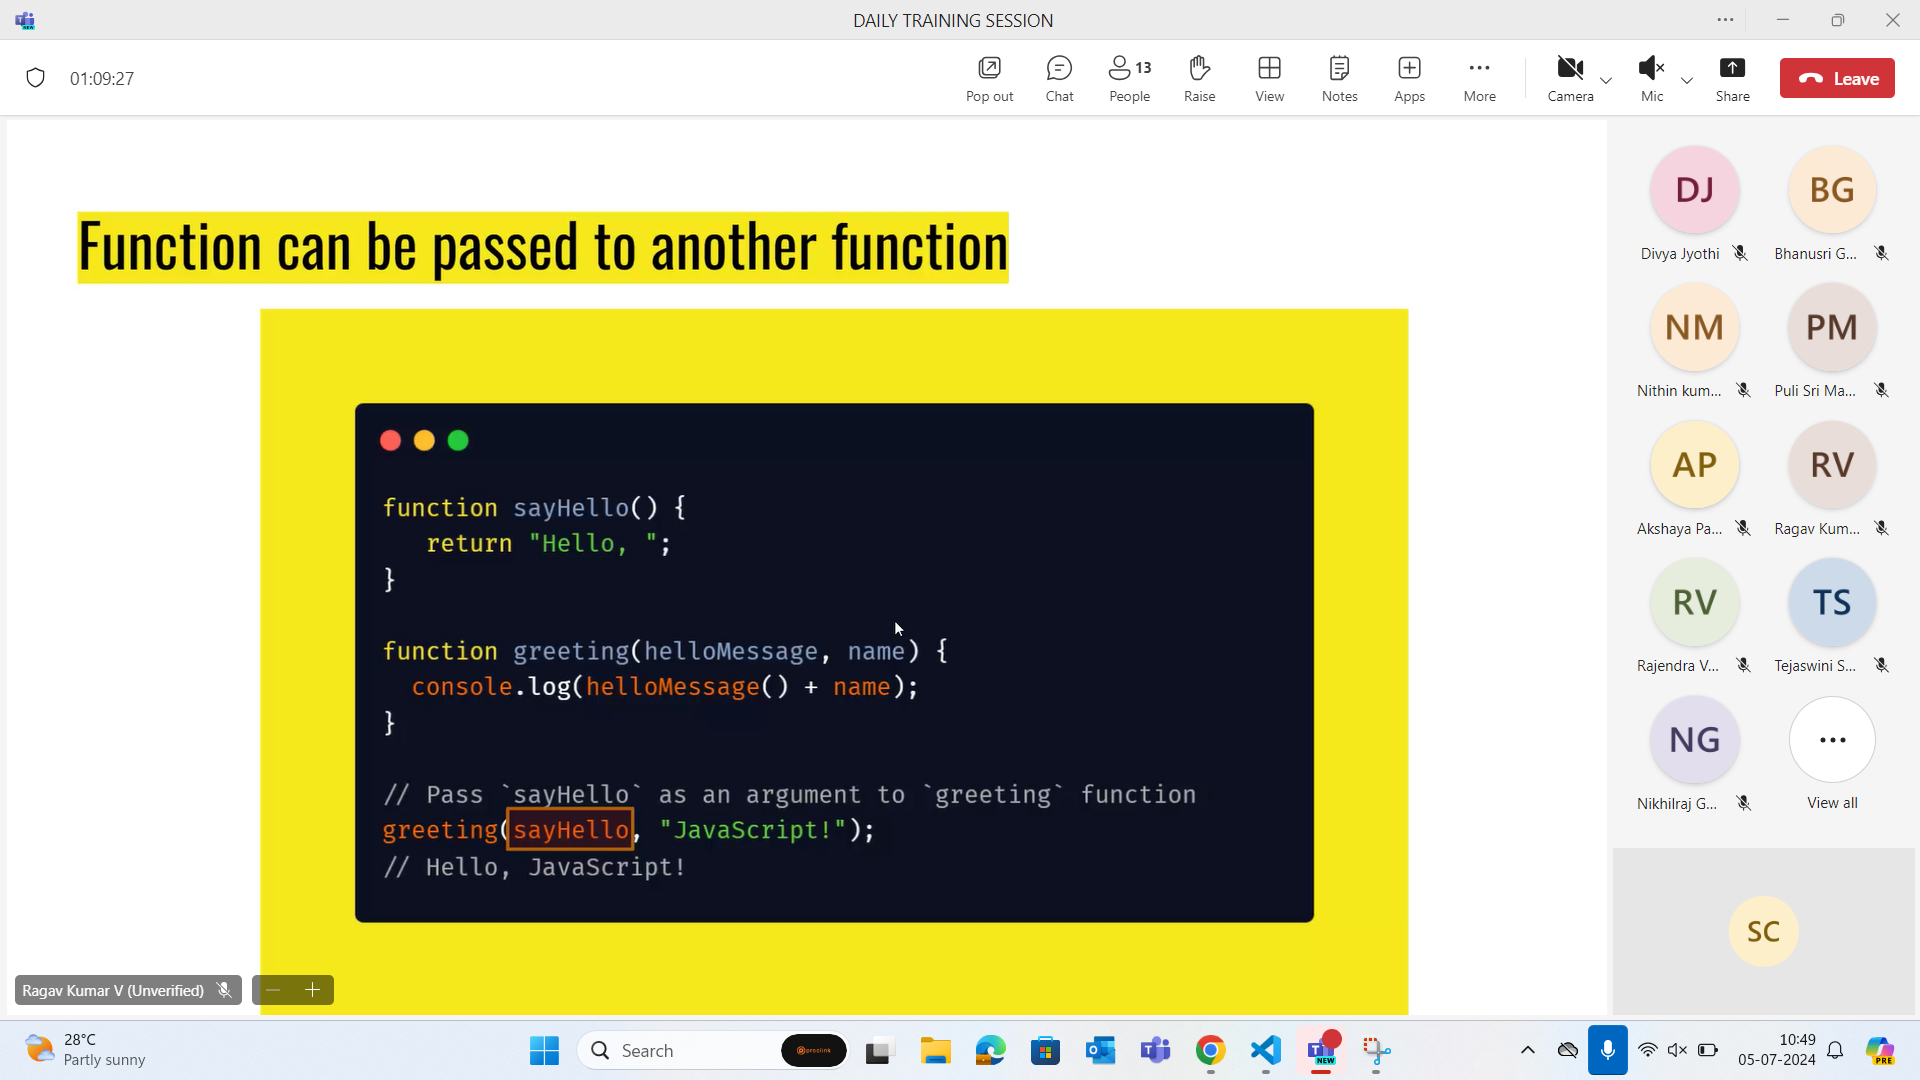 DAILY TRAINING SESSION
01:09:27
Pop out
Chat
13
People
Raise
View
Notes
Apps
More
Camera
Mic
Share
Leave
Function can be passed to another function
function sayHello() {
return "Hello, ";
}
function greeting(helloMessage, name) {
console.log(helloMessage() + name);
}
// Pass `sayHello` as an argument to `greeting` function
greeting(sayHello, "JavaScript!");
// Hello, JavaScript!
DJ
Divya Jyothi
BG
Bhanusri G...
NM
Nithin kum...
PM
Puli Sri Ma...
AP
Akshaya Pa...
RV
Ragav Kum...
RV
Rajendra V...
TS
Tejaswini S...
NG
Nikhilraj G...
View all
SC
Ragav Kumar V (Unverified)
28°C
Partly sunny
Search
proclink
NEW
10:49
05-07-2024
PRE